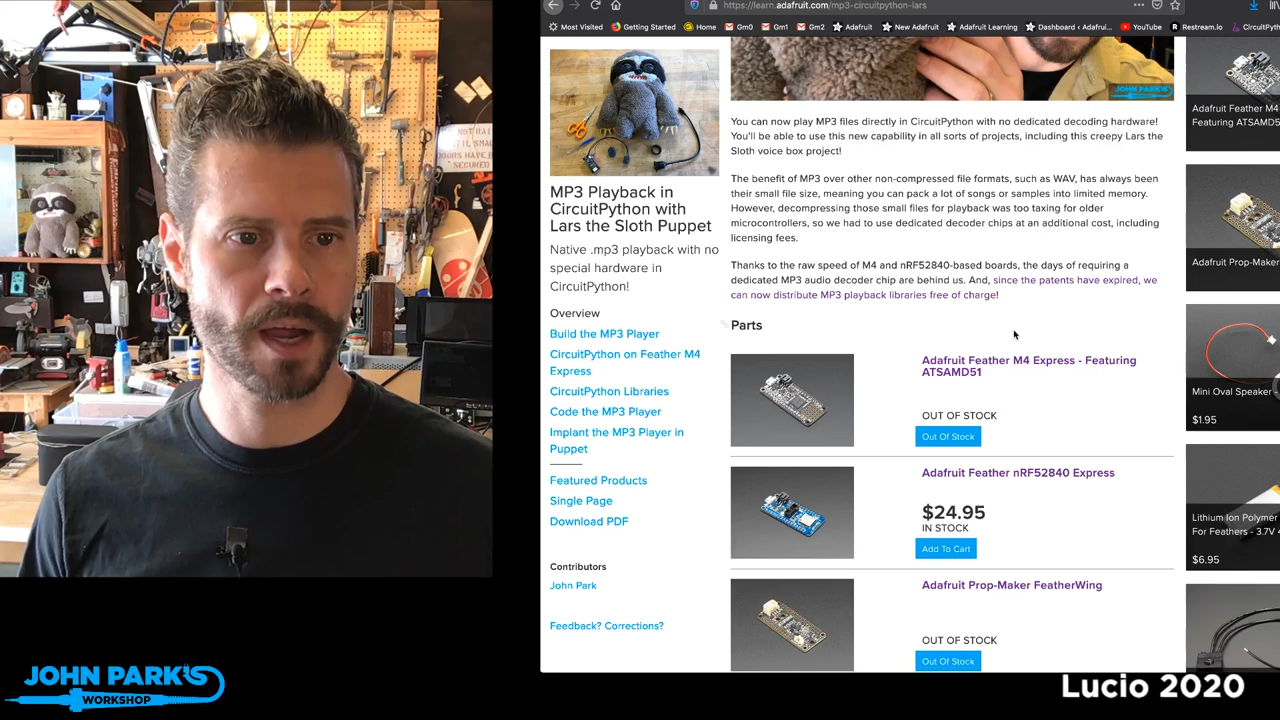 learn.adafruit.com/mp3-circuitpython-lars
Most Visited Getting Started Home Gm0 Gm1 Gm2 Adafruit New Adafruit Adafruit Learning Dashboard ‹ Adafrui... YouTube Restream.io CircuitPyth
JOHN PARK'S
MP3 Playback in
CircuitPython with
Lars the Sloth Puppet
Native .mp3 playback with no
special hardware in
CircuitPython!
Overview
Build the MP3 Player
CircuitPython on Feather M4
Express
CircuitPython Libraries
Code the MP3 Player
Implant the MP3 Player in
Puppet
Featured Products
Single Page
Download PDF
Contributors
John Park
Feedback? Corrections?
You can now play MP3 files directly in CircuitPython with no dedicated decoding hardware!
You'll be able to use this new capability in all sorts of projects, including this creepy Lars the
Sloth voice box project!
The benefit of MP3 over other non-compressed file formats, such as WAV, has always been
their small file size, meaning you can pack a lot of songs or samples into limited memory.
However, decompressing those small files for playback was too taxing for older
microcontrollers, so we had to use dedicated decoder chips at an additional cost, including
licensing fees.
Thanks to the raw speed of M4 and nRF52840-based boards, the days of requiring a
dedicated MP3 audio decoder chip are behind us. And, since the patents have expired, we
can now distribute MP3 playback libraries free of charge!
Parts
Adafruit Feather M4 Express - Featuring
ATSAMD51
OUT OF STOCK
Out Of Stock
Adafruit Feather nRF52840 Express
$24.95
IN STOCK
Add To Cart
Adafruit Prop-Maker FeatherWing
OUT OF STOCK
Out Of Stock
Adafruit Feather M4
Featuring ATSAMD5
Adafruit Prop-Maker
Mini Oval Speaker -
$1.95
Lithium Ion Polymer
For Feathers - 3.7V
$6.95
JOHN PARK'S
WORKSHOP
Lucio 2020